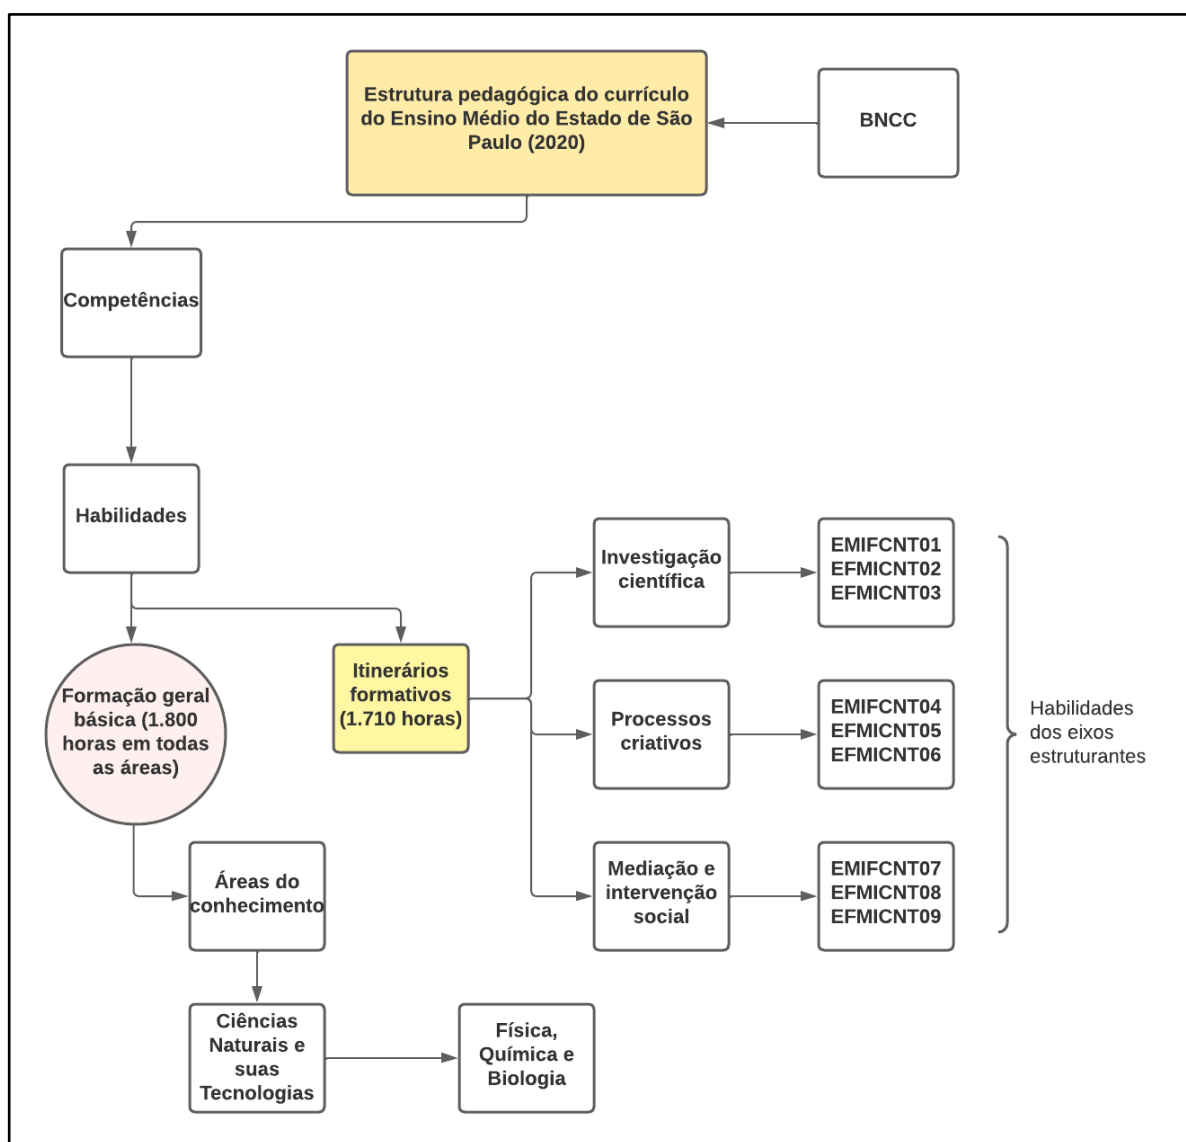 Estrutura pedagógica do currículo
do Ensino Médio do Estado de São
Paulo (2020)
BNCC
Competências
Habilidades
Formação geral
básica (1.800
horas em todas
as áreas)
Itinerários
formativos
(1.710 horas)
Investigação
científica
EMIFCNT01
EFMICNT02
EFMICNT03
Processos
criativos
EMIFCNT04
EFMICNT05
EFMICNT06
Mediação e
intervenção
social
EMIFCNT07
EFMICNT08
EFMICNT09
Habilidades
dos eixos
estruturantes
Áreas do
conhecimento
Ciências
Naturais e
suas
Tecnologias
Física,
Química e
Biologia